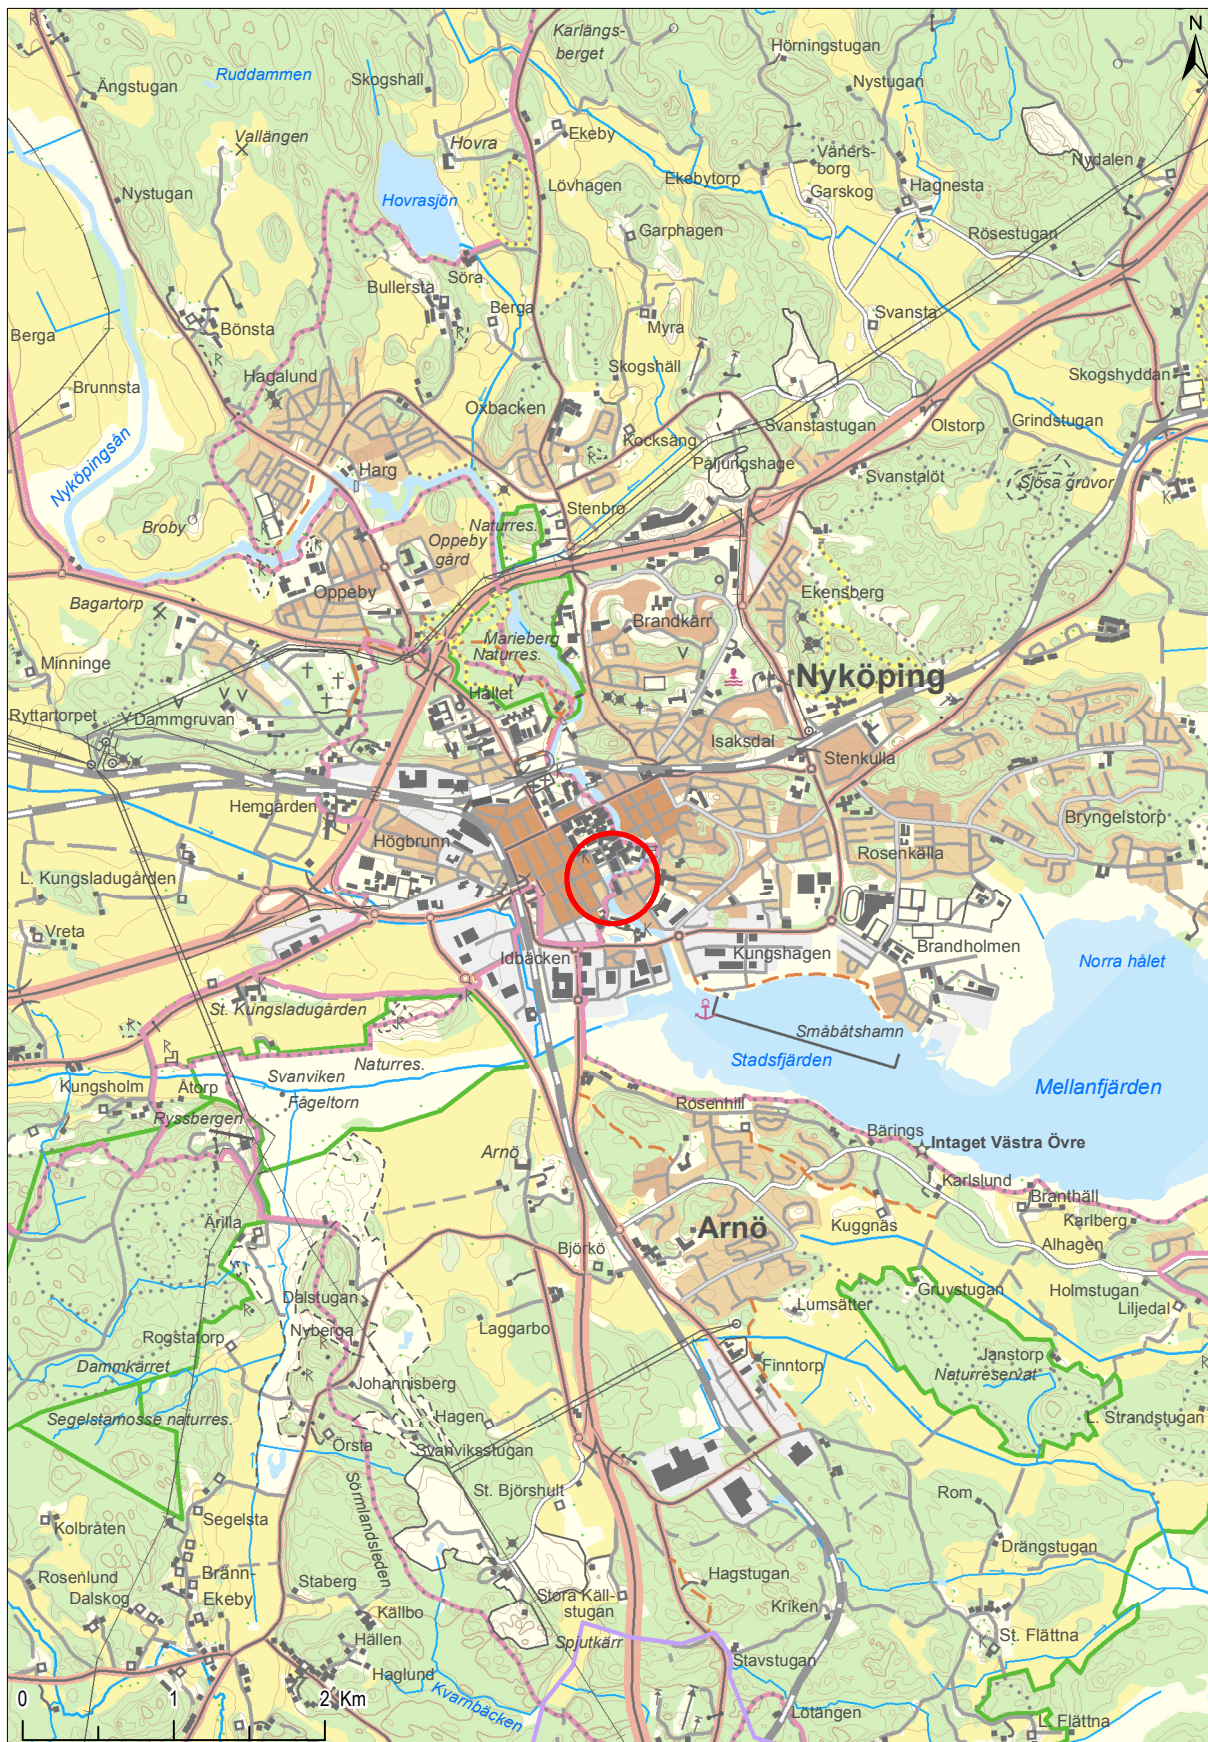 Karlängs-
berget
N
Hörningstugan
Ruddammen
Skogshall
Nystugan
Ängstugan
Vallängen
Hovra
Ekeby
Väners-
borg
Nydalen
Ekebytorp
Garskog
Hagnesta
Nystugan
Lövhagen
Hovrasjön
Garphagen
Rösestugan
Söra
Bullersta
Berga
Svansta
Bönsta
Myra
Berga
Skogshäll
Skogshyddan
Hagalund
Brunnsta
Oxbacken
Grindstugan
Svanstastugan
Olstorp
Kocksäng
Påljungshage
Svanstalöt
Harg
Nyköpingsån
Sjösa gruvor
K
Stenbro
Naturres.
Broby
Oppeby
gård
Oppeby
Ekensberg
Bagartorp
Brandkärr
Marieberg
Naturres.
Minninge
Nyköping
Hållet
Ryttartorpet
Dammgruvan
Isaksdal
Stenkulla
Hemgården
Högbrunn
Bryngelstorp
Rosenkälla
L. Kungsladugården
Vreta
Brandholmen
Idbäcken
Kungshagen
Norra hålet
St. Kungsladugården
Småbåtshamn
Stadsfjärden
Naturres.
Svanviken
Kungsholm
Åtorp
Mellanfjärden
Fågeltorn
Rosenhill
Ryssbergen
Bärings
Intaget Västra Övre
Arnö
Karlslund
Branthäll
Ärilla
Kuggnäs
Karlberg
Arnö
Alhagen
Björkö
Gruvstugan
Holmstugan
Dalstugan
Lumsätter
Liljedal
Laggarbo
Nyberga
Rogstatorp
Janstorp
Dammkärret
Finntorp
Naturreservat
Johannisberg
Segelstamosse naturres.
Hagen
L. Strandstugan
Örsta
Svanviksstugan
St. Björshult
Rom
Segelsta
Kolbråten
Sörmlandsleden
Drängstugan
Bränn-
Ekeby
Hagstugan
Rosenlund
Staberg
Dalskog
Stora Käll-
stugan
Kriken
Källbo
St. Flättna
Hällen
Spjutkärr
Stavstugan
Haglund
Kvarnbäcken
0 1 2 Km
Lötängen
L. Flättna